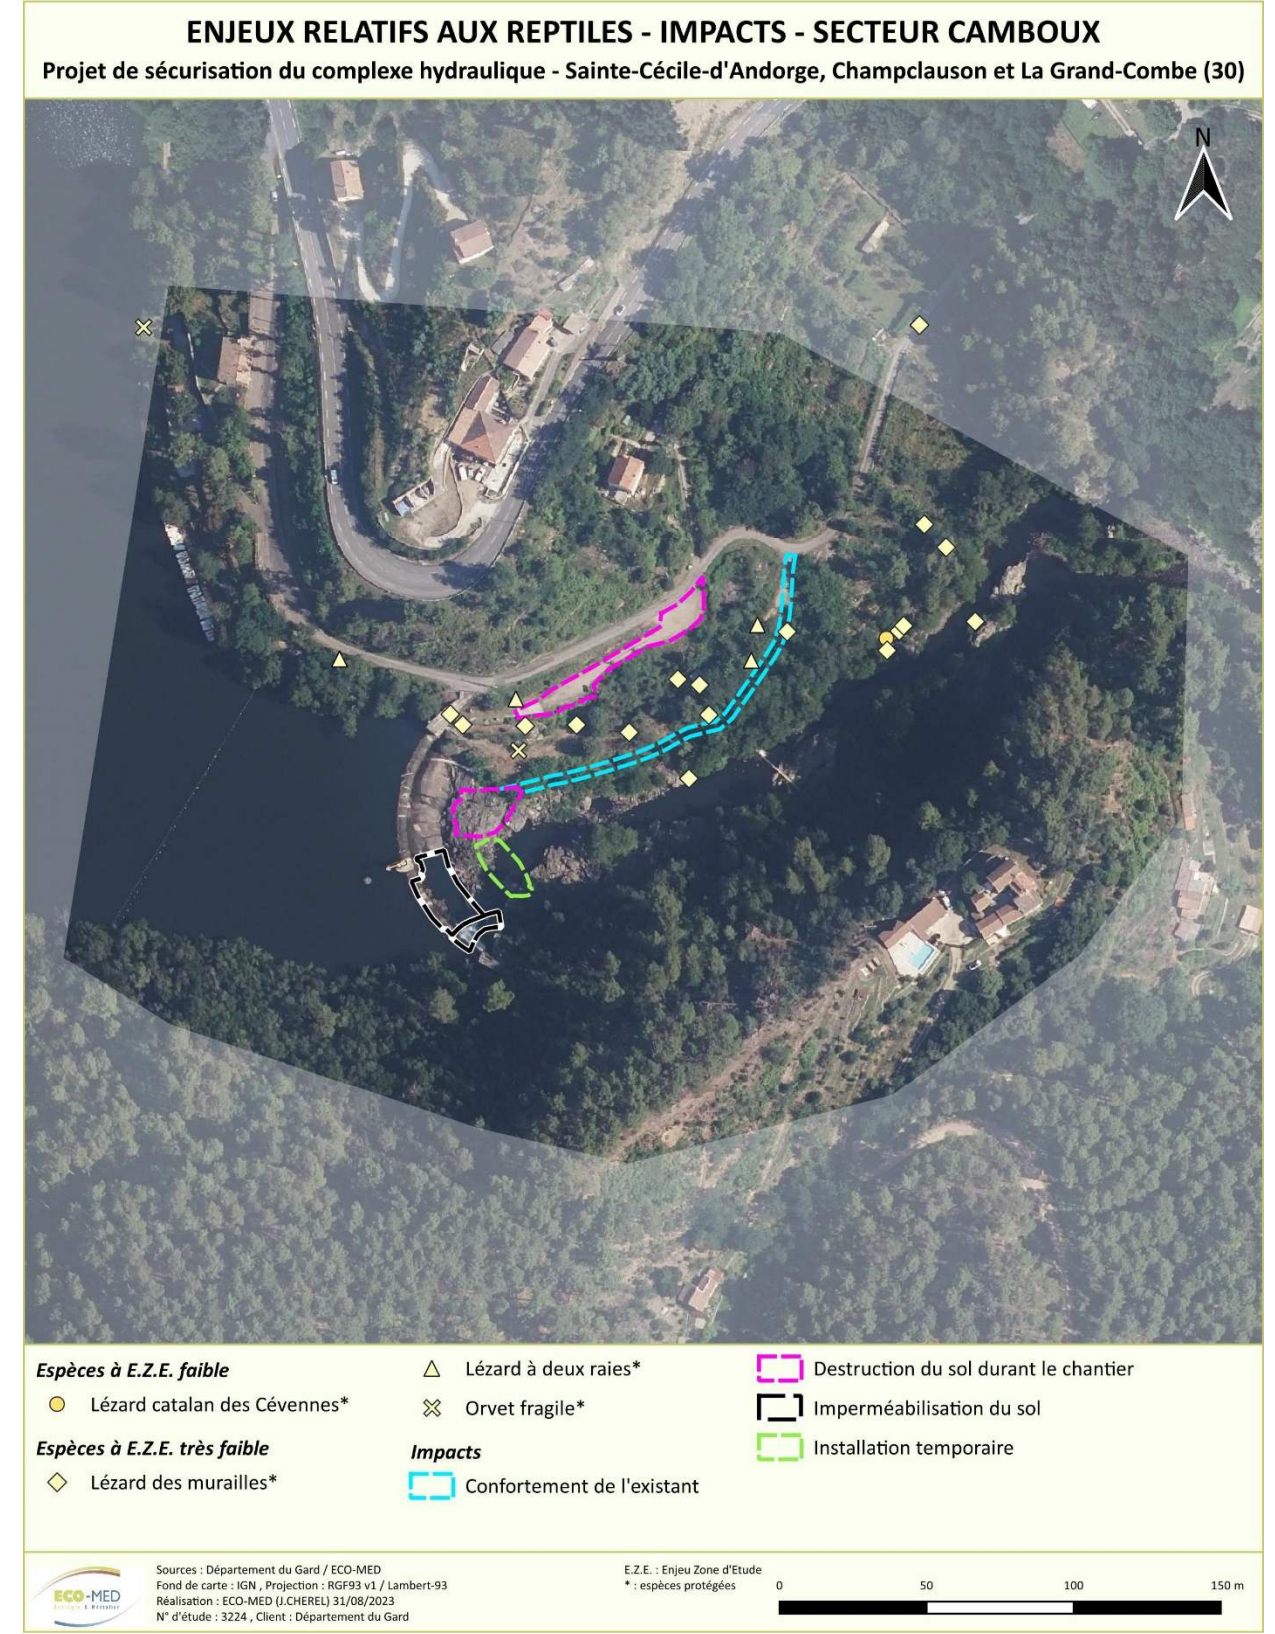 ENJEUX RELATIFS AUX REPTILES - IMPACTS - SECTEUR CAMBOUX
Projet de sécurisation du complexe hydraulique - Sainte-Cécile-d'Andorge, Champclauson et La Grand-Combe (30)
N
Espèces à E.Z.E. faible
Lézard catalan des Cévennes*
Espèces à E.Z.E. très faible
Lézard des murailles*
Lézard à deux raies*
Orvet fragile*
Impacts
Confortement de l'existant
Destruction du sol durant le chantier
Imperméabilisation du sol
Installation temporaire
ECO-MED
Sources : Département du Gard / ECO-MED
Fond de carte : IGN , Projection : RGF93 v1 / Lambert-93
Réalisation : ECO-MED (J.CHEREL) 31/08/2023
N° d'étude : 3224 , Client : Département du Gard
E.Z.E. : Enjeu Zone d'Etude
* : espèces protégées
0 50 100 150 m